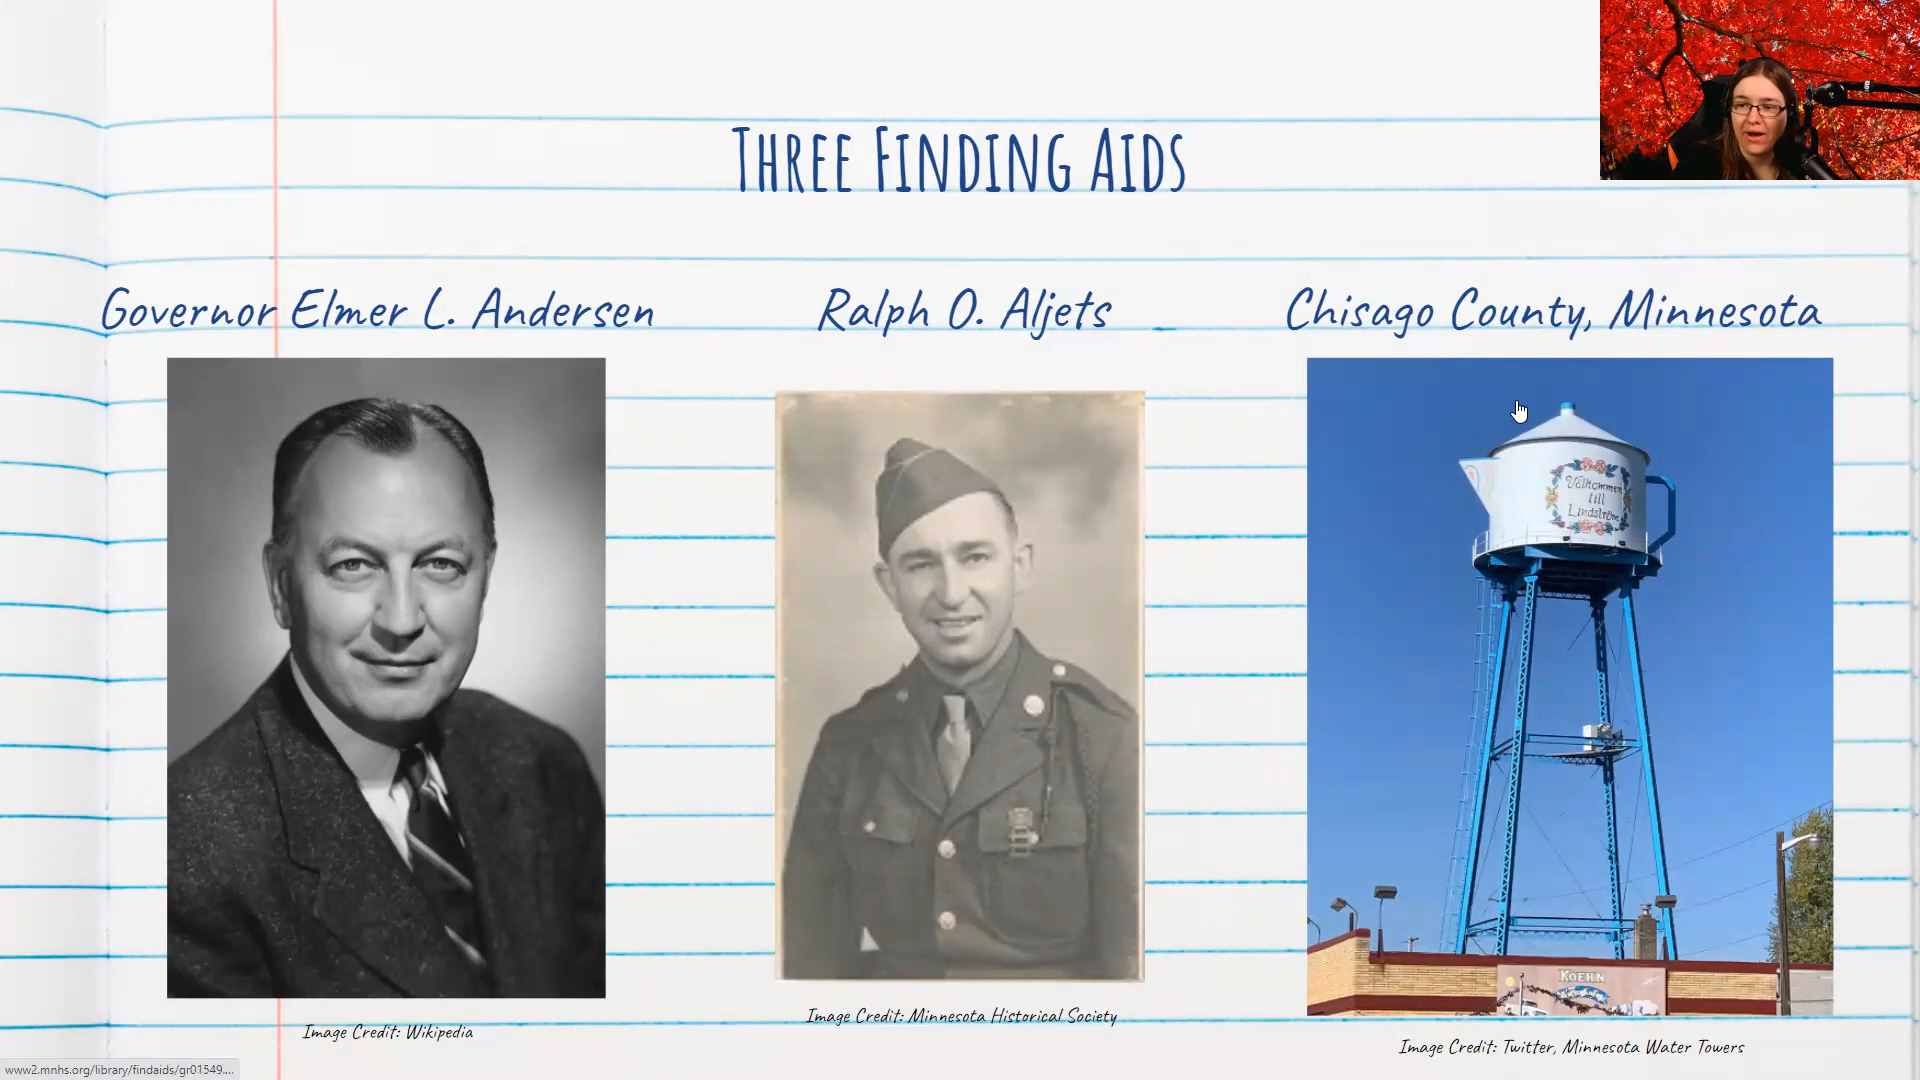 Three Finding Aids
Governor Elmer L. Andersen
Ralph O. Aljets
Chisago County, Minnesota
Välkommen
till
Lindström
KOEHN
Image Credit: Wikipedia
Image Credit: Minnesota Historical Society
Image Credit: Twitter, Minnesota Water Towers
www2.mnhs.org/library/findaids/gr01549....